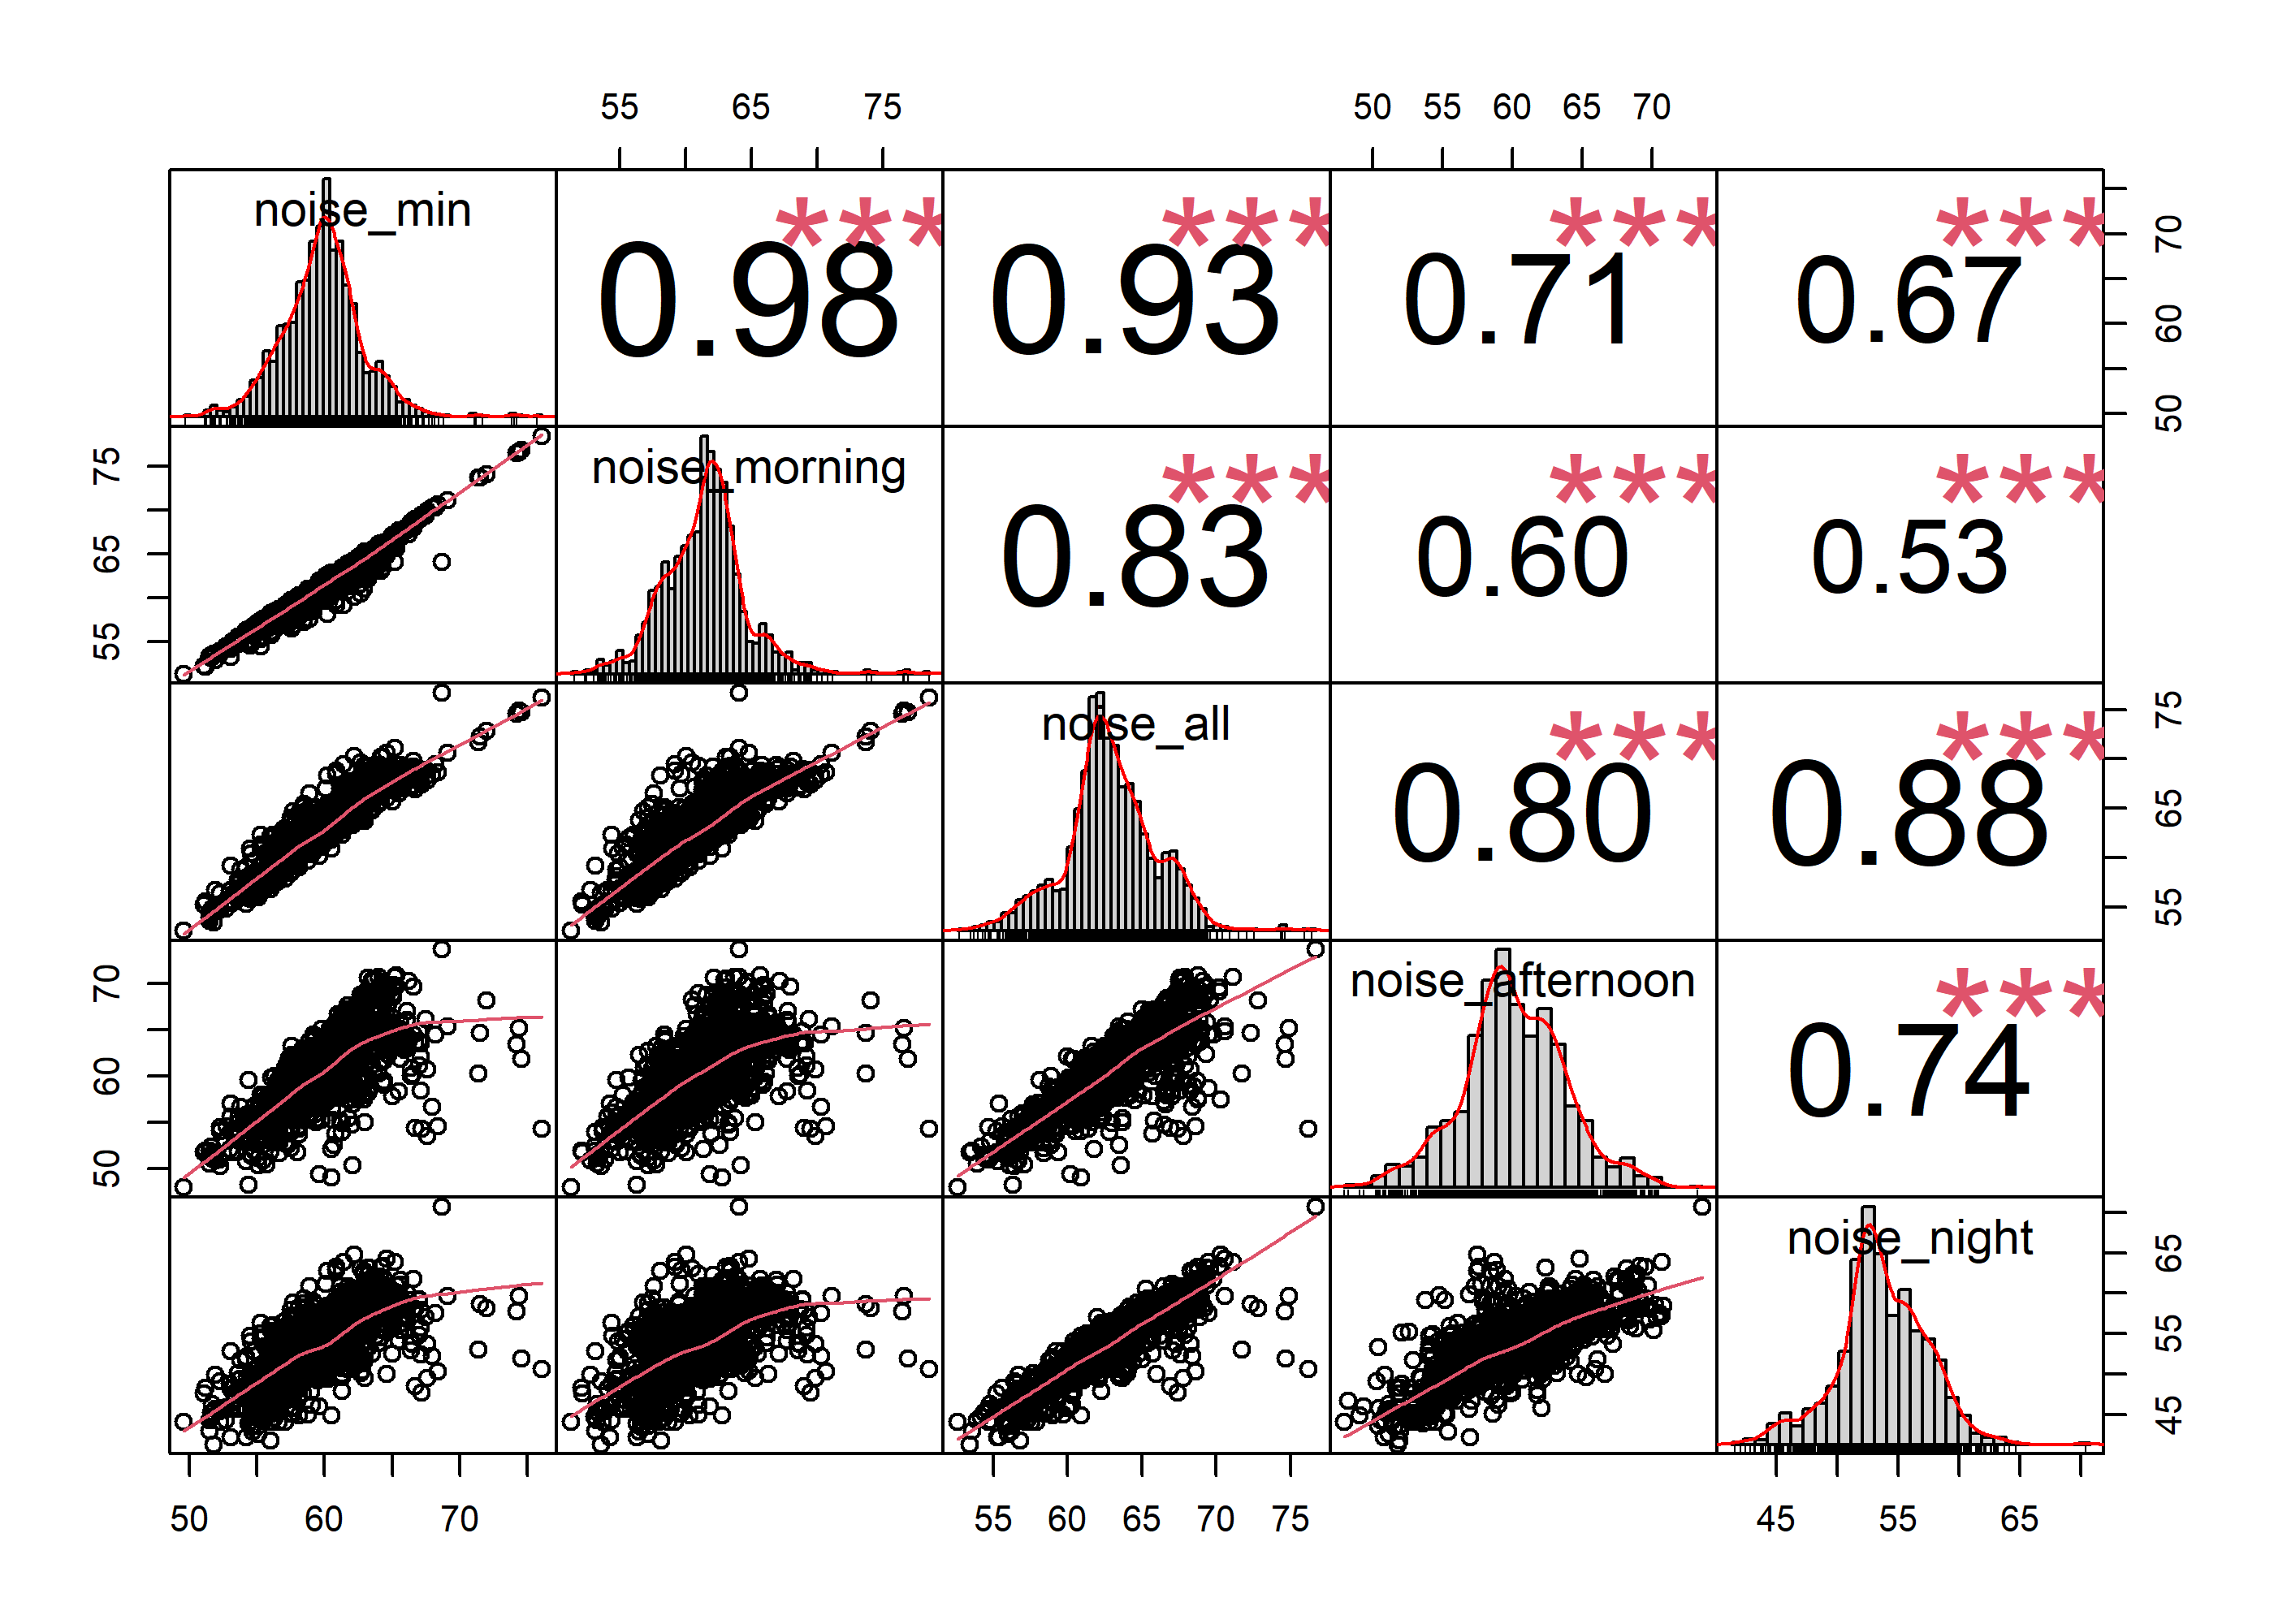 55 65 75 50 55 60 65 70
noise_min 0.98 *** 0.93 *** 0.71 *** 0.67 *** 50 60 70
55 65 75 noise_morning 0.83 *** 0.60 *** 0.53 ***
noise_all 0.80 *** 0.88 *** 55 65 75
50 60 70 noise_afternoon 0.74 ***
noise_night 45 55 65
50 60 70 55 60 65 70 75 45 55 65